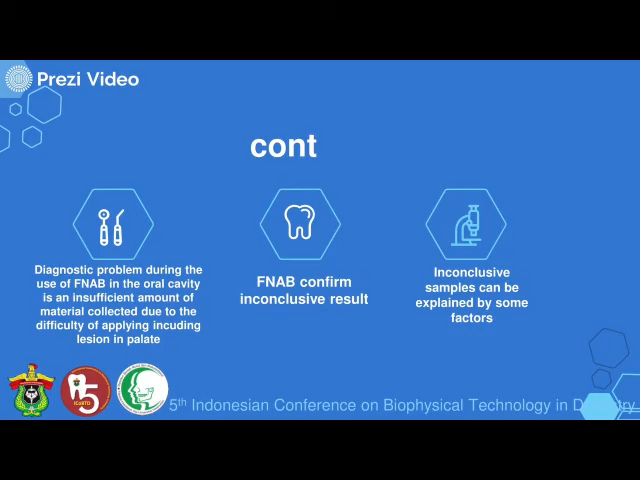 Prezi Video
cont
Diagnostic problem during the
use of FNAB in the oral cavity
is an insufficient amount of
material collected due to the
difficulty of applying incuding
lesion in palate
FNAB confirm
inconclusive result
Inconclusive
samples can be
explained by some
factors
5
5th Indonesian Conference on Biophysical Technology in Dentistry